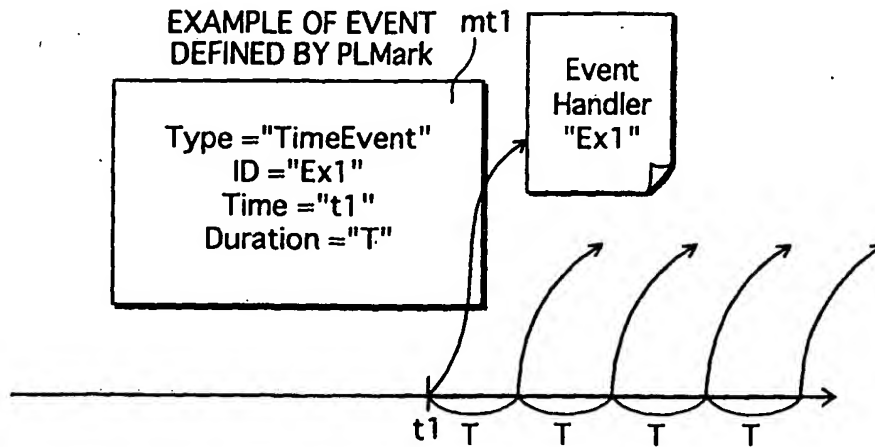 EXAMPLE OF EVENT
DEFINED BY PLMark
mt1
Type ="TimeEvent"
ID ="Ex1"
Time ="t1"
Duration ="T"
Event
Handler
"Ex1"
t1 T T T T